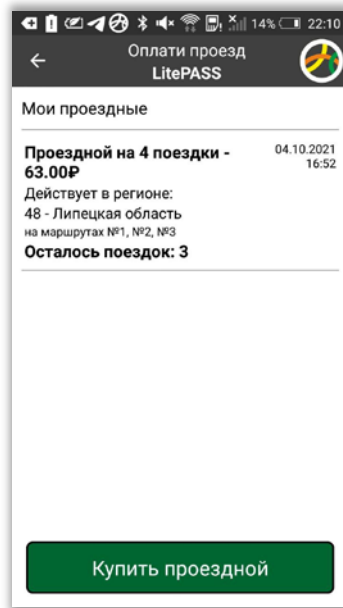 14% 22:10
Оплати проезд
LitePASS
Мои проездные
Проездной на 4 поездки - 04.10.2021
63.00₽ 16:52
Действует в регионе:
48 - Липецкая область
на маршрутах №1, №2, №3
Осталось поездок: 3
Купить проездной